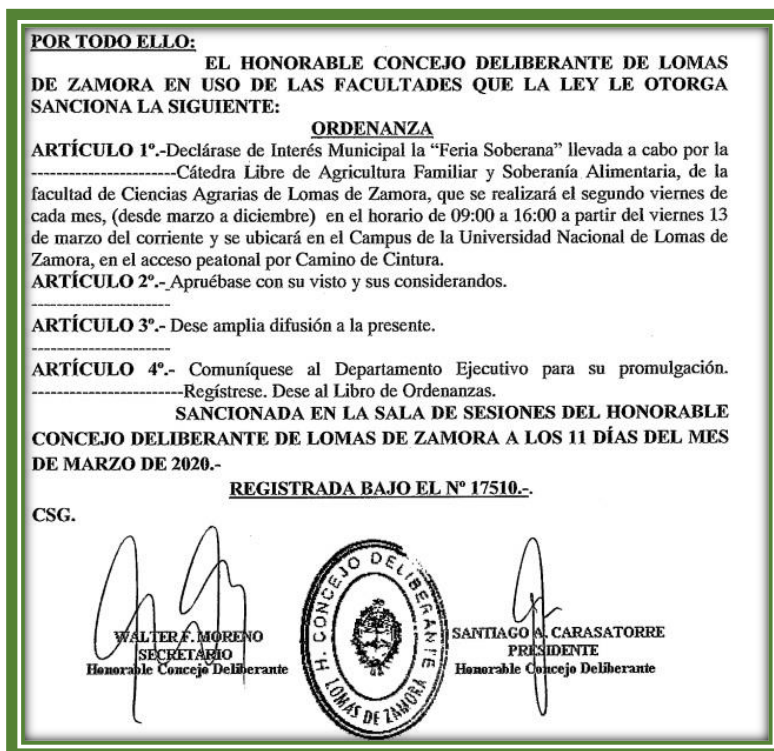 POR TODO ELLO:
EL HONORABLE CONCEJO DELIBERANTE DE LOMAS
DE ZAMORA EN USO DE LAS FACULTADES QUE LA LEY LE OTORGA
SANCIONA LA SIGUIENTE:
ORDENANZA
ARTÍCULO 1º.-Declárase de Interés Municipal la “Feria Soberana” llevada a cabo por la
-----------------------Cátedra Libre de Agricultura Familiar y Soberanía Alimentaria, de la
facultad de Ciencias Agrarias de Lomas de Zamora, que se realizará el segundo viernes de
cada mes, (desde marzo a diciembre) en el horario de 09:00 a 16:00 a partir del viernes 13
de marzo del corriente y se ubicará en el Campus de la Universidad Nacional de Lomas de
Zamora, en el acceso peatonal por Camino de Cintura.
ARTÍCULO 2º.- Apruébase con su visto y sus considerandos.
----------------------
ARTÍCULO 3º.- Dese amplia difusión a la presente.
----------------------
ARTÍCULO 4º.- Comuníquese al Departamento Ejecutivo para su promulgación.
-----------------------Regístrese. Dese al Libro de Ordenanzas.
SANCIONADA EN LA SALA DE SESIONES DEL HONORABLE
CONCEJO DELIBERANTE DE LOMAS DE ZAMORA A LOS 11 DÍAS DEL MES
DE MARZO DE 2020.-
REGISTRADA BAJO EL Nº 17510.-.
CSG.
WALTER F. MORENO
SECRETARIO
Honorable Concejo Deliberante
H. CONCEJO DELIBERANTE
LOMAS DE ZAMORA
SANTIAGO A. CARASATORRE
PRESIDENTE
Honorable Concejo Deliberante